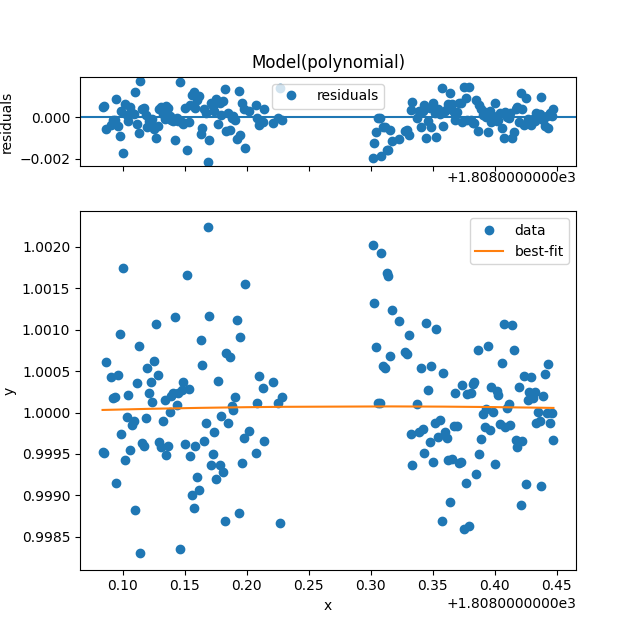 Model(polynomial)
residuals
residuals
0.000
−0.002
+1.8080000000e3
data
best-fit
y
1.0020
1.0015
1.0010
1.0005
1.0000
0.9995
0.9990
0.9985
0.10 0.15 0.20 0.25 0.30 0.35 0.40 0.45
x
+1.8080000000e3